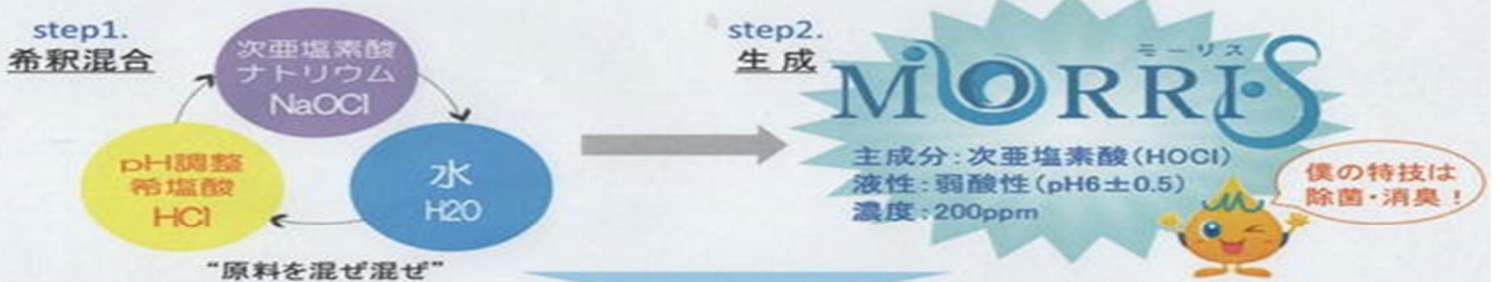 step1.
希釈混合
次亜塩素酸
ナトリウム
NaOCl
水
H2O
pH調整
希塩酸
HCl
“原料を混ぜ混ぜ”
step2.
生成
モーリス
MORRIS
主成分:次亜塩素酸(HOCl)
液性:弱酸性(pH6±0.5)
濃度:200ppm
僕の特技は
除菌・消臭!